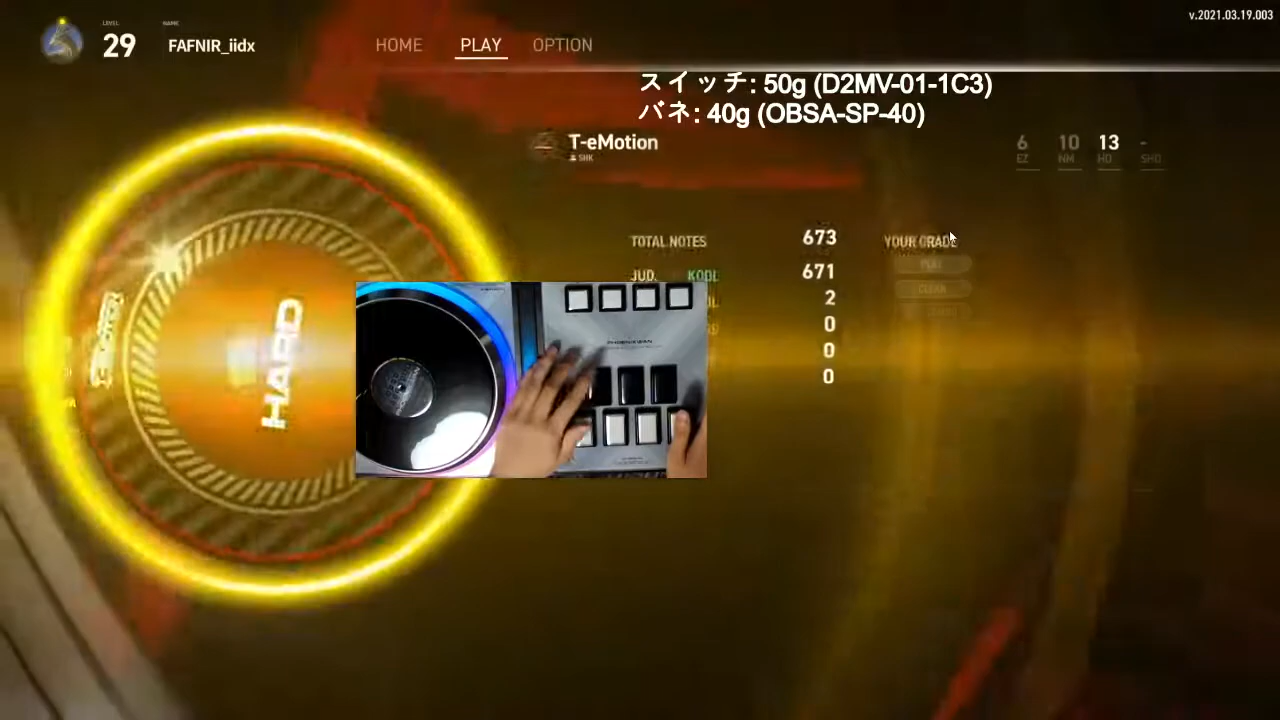 v.2021.03.19.003
LEVEL
29
NAME
FAFNIR_iidx
HOME
PLAY
OPTION
スイッチ: 50g (D2MV-01-1C3)
バネ: 40g (OBSA-SP-40)
T-eMotion
SHK
6 10 13 -
EZ NM HD SHD
TOTAL NOTES 673
YOUR GRADE
JUD. KOOL 671
PLAY
2
CLEAR
0
0
0
HARD
PHOENIXWAN